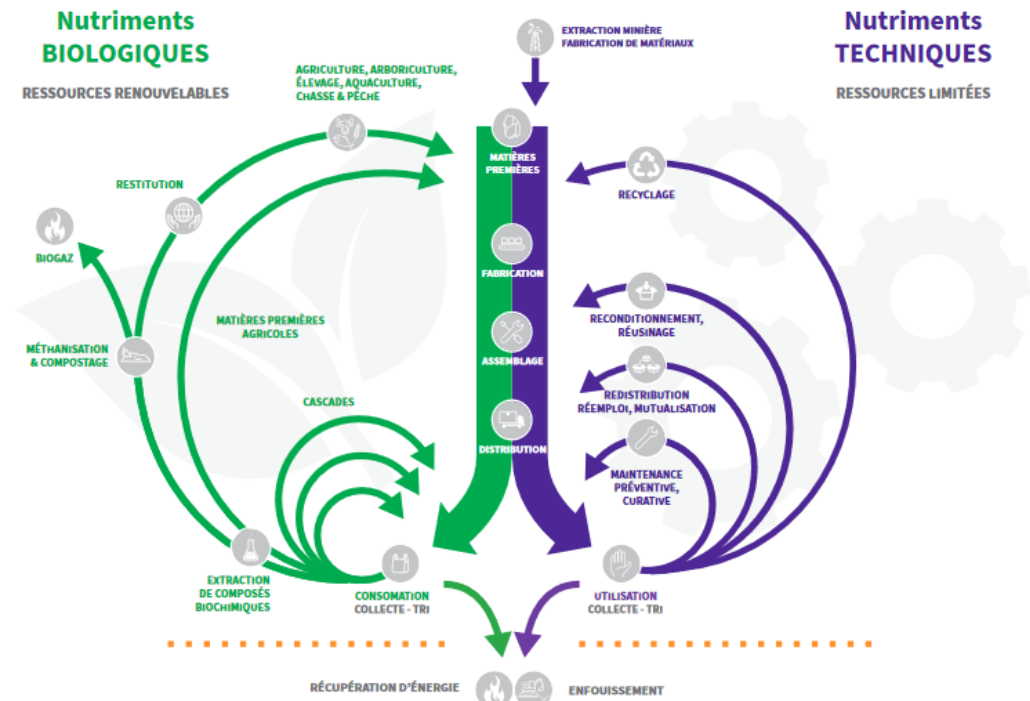 Nutriments
BIOLOGIQUES
RESSOURCES RENOUVELABLES
EXTRACTION MINIÈRE
FABRICATION DE MATÉRIAUX
Nutriments
TECHNIQUES
RESSOURCES LIMITÉES
AGRICULTURE, ARBORICULTURE,
ÉLEVAGE, AQUACULTURE,
CHASSE & PÊCHE
MATIÈRES
PREMIÈRES
RESTITUTION
RECYCLAGE
BIOGAZ
FABRICATION
MATIÈRES PREMIÈRES
AGRICOLES
RECONDITIONNEMENT,
RÉUSINAGE
MÉTHANISATION
& COMPOSTAGE
ASSEMBLAGE
REDISTRIBUTION
RÉEMPLOI, MUTUALISATION
CASCADES
DISTRIBUTION
MAINTENANCE
PRÉVENTIVE,
CURATIVE
EXTRACTION
DE COMPOSÉS
BIOCHIMIQUES
CONSOMATION
COLLECTE - TRI
UTILISATION
COLLECTE - TRI
RÉCUPÉRATION D'ÉNERGIE
ENFOUISSEMENT